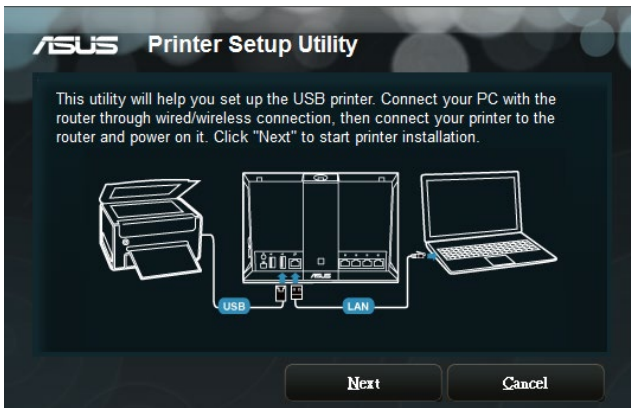 ASUS Printer Setup Utility
This utility will help you set up the USB printer. Connect your PC with the
router through wired/wireless connection, then connect your printer to the
router and power on it. Click "Next" to start printer installation.
ASUS
USB
LAN
Next
Cancel